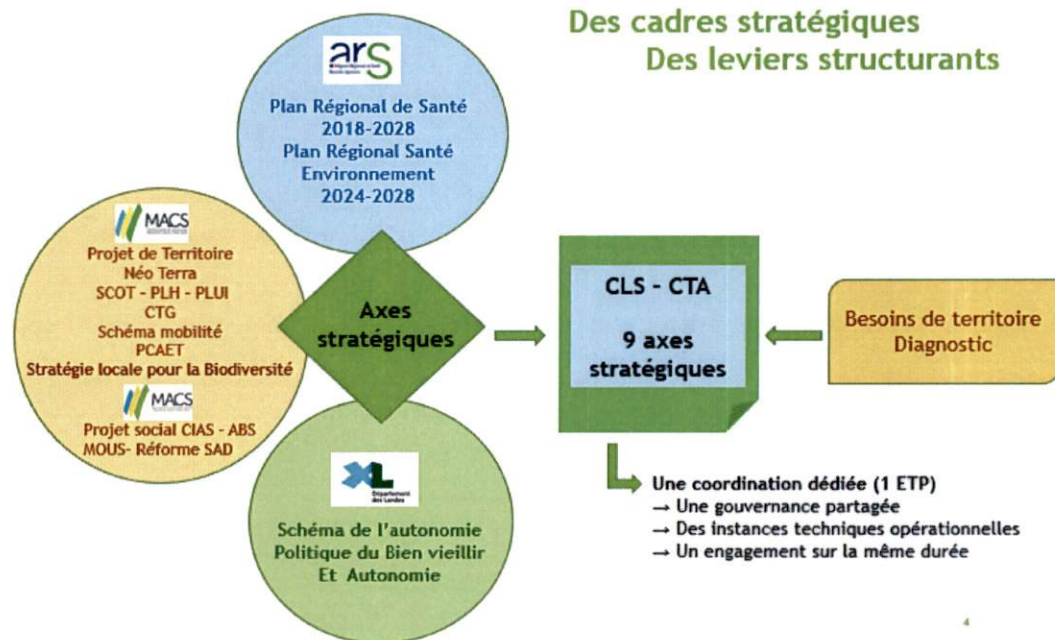 Des cadres stratégiques
Des leviers structurants
ars
Plan Régional de Santé
2018-2028
Plan Régional Santé
Environnement
2024-2028
MACS
Projet de Territoire
Néo Terra
SCOT - PLH - PLUI
CTG
Schéma mobilité
PCAET
Stratégie locale pour la Biodiversité
MACS
Projet social CIAS - ABS
MOUS- Réforme SAD
Axes
stratégiques
XL
Département
des Landes
Schéma de l'autonomie
Politique du Bien vieillir
Et Autonomie
CLS - CTA
9 axes
stratégiques
Besoins de territoire
Diagnostic
Une coordination dédiée (1 ETP)
→ Une gouvernance partagée
→ Des instances techniques opérationnelles
→ Un engagement sur la même durée
4